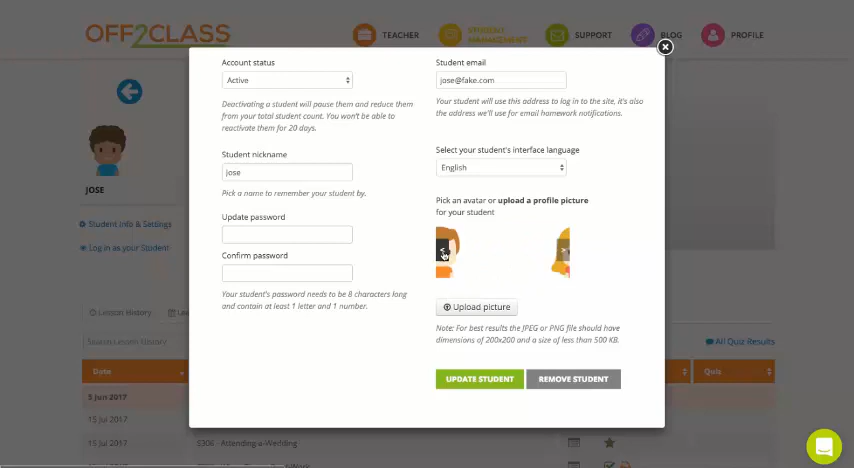 OFF2CLASS
TEACHER
STUDENT
MANAGEMENT
SUPPORT
BLOG
PROFILE
Account status
Active
Deactivating a student will pause them and reduce them
from your total student count. You won't be able to
reactivate them for 20 days.
Student nickname
jose
Pick a name to remember your student by.
Update password
Confirm password
Your student's password needs to be 8 characters long
and contain at least 1 letter and 1 number.
Student email
jose@fake.com
Your student will use this address to log in to the site, it's also
the address we'll use for email homework notifications.
Select your student's interface language
English
Pick an avatar or upload a profile picture
for your student
<
>
Upload picture
Note: For best results the JPEG or PNG file should have
dimensions of 200x200 and a size of less than 500 KB.
UPDATE STUDENT
REMOVE STUDENT
JOSE
Student Info & Settings
Log in as your Student
Lesson History
Search Lesson History
All Quiz Results
Date
Quiz
5 Jun 2017
15 Jul 2017
15 Jul 2017
S306 - Attending a Wedding